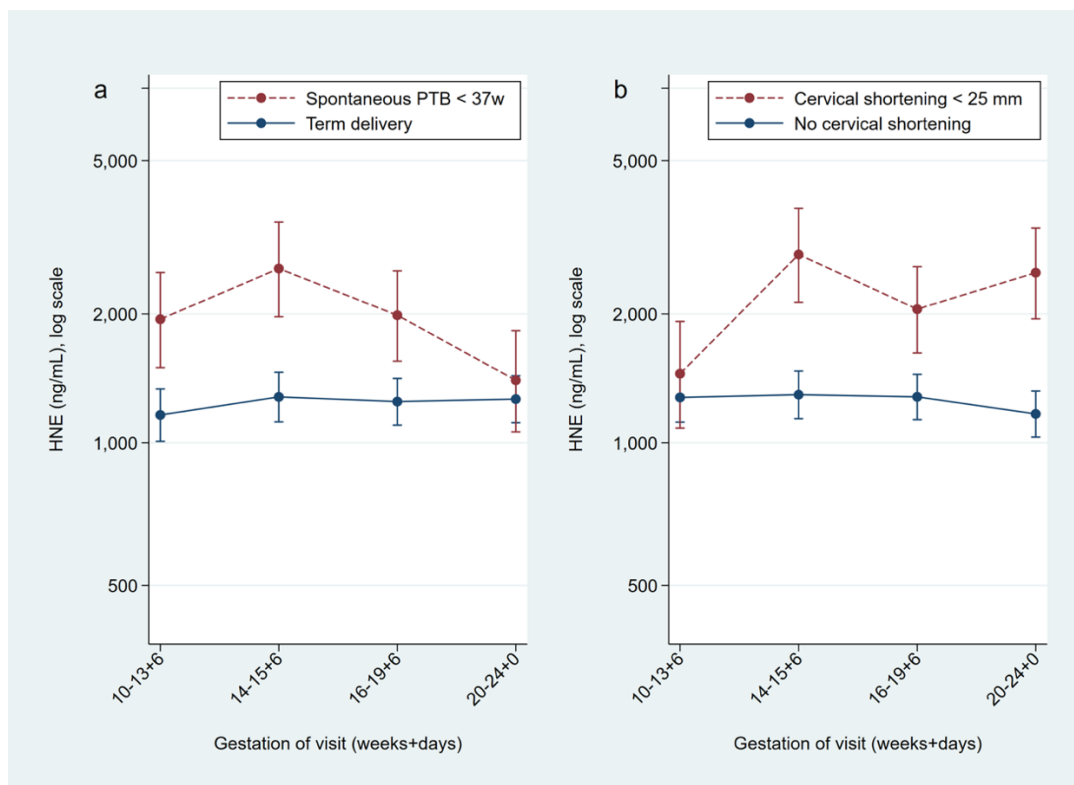 a
Spontaneous PTB < 37w
Term delivery
5,000
2,000
1,000
500
HNE (ng/mL), log scale
10-13+6
14-15+6
16-19+6
20-24+0
Gestation of visit (weeks+days)
b
Cervical shortening < 25 mm
No cervical shortening
5,000
2,000
1,000
500
HNE (ng/mL), log scale
10-13+6
14-15+6
16-19+6
20-24+0
Gestation of visit (weeks+days)